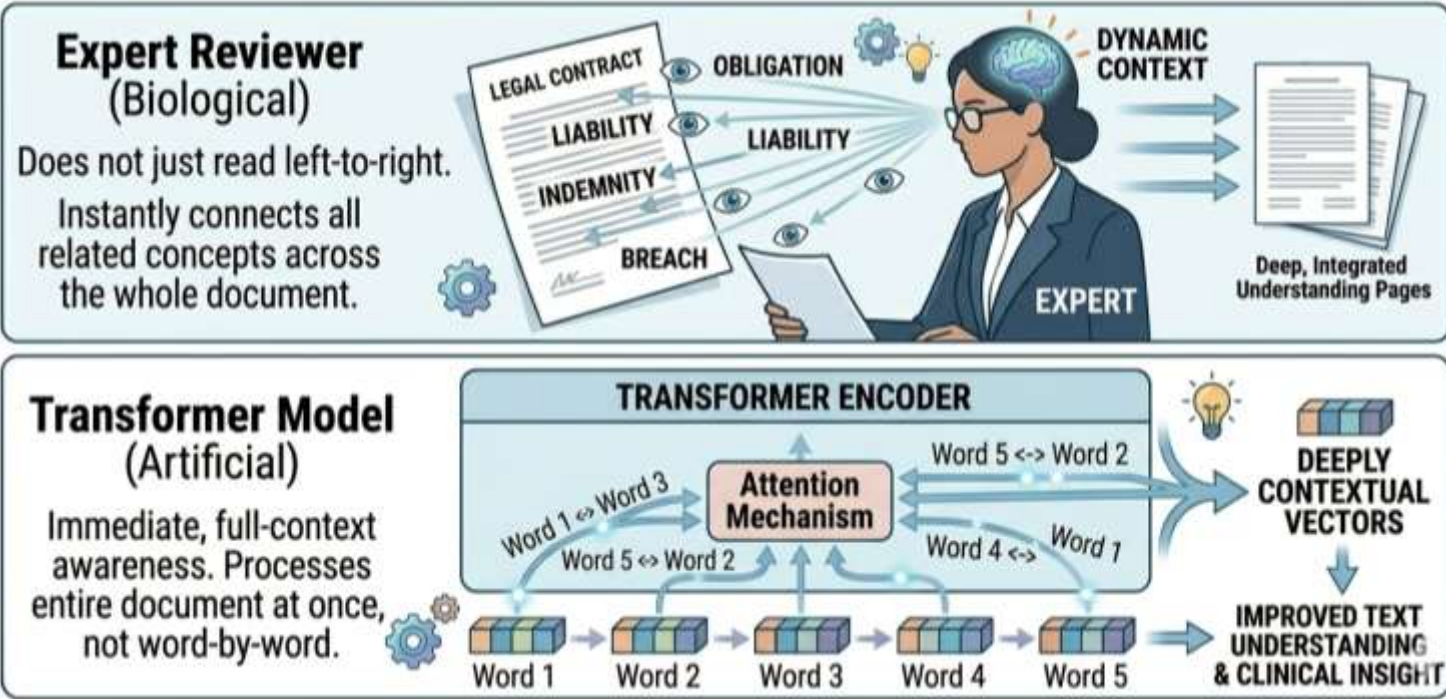 Expert Reviewer
(Biological)
Does not just read left-to-right.
Instantly connects all
related concepts across
the whole document.
LEGAL CONTRACT
LIABILITY
INDEMNITY
BREACH
OBLIGATION
LIABILITY
DYNAMIC
CONTEXT
EXPERT
Deep, Integrated
Understanding Pages
Transformer Model
(Artificial)
Immediate, full-context
awareness. Processes
entire document at once,
not word-by-word.
TRANSFORMER ENCODER
Attention
Mechanism
Word 1 <-> Word 3
Word 5 <-> Word 2
Word 5 <-> Word 2
Word 4 <-> Word 1
Word 1
Word 2
Word 3
Word 4
Word 5
DEEPLY
CONTEXTUAL
VECTORS
IMPROVED TEXT
UNDERSTANDING
& CLINICAL INSIGHT